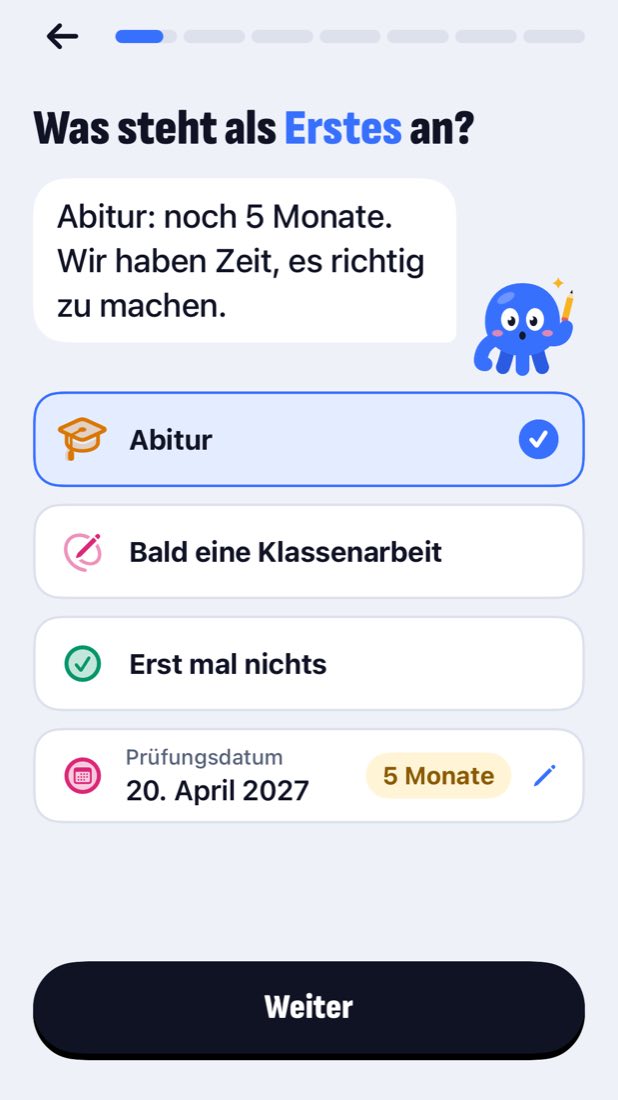 Was steht als Erstes an?
Abitur: noch 5 Monate.
Wir haben Zeit, es richtig
zu machen.
Abitur
Bald eine Klassenarbeit
Erst mal nichts
Prüfungsdatum
20. April 2027
5 Monate
Weiter